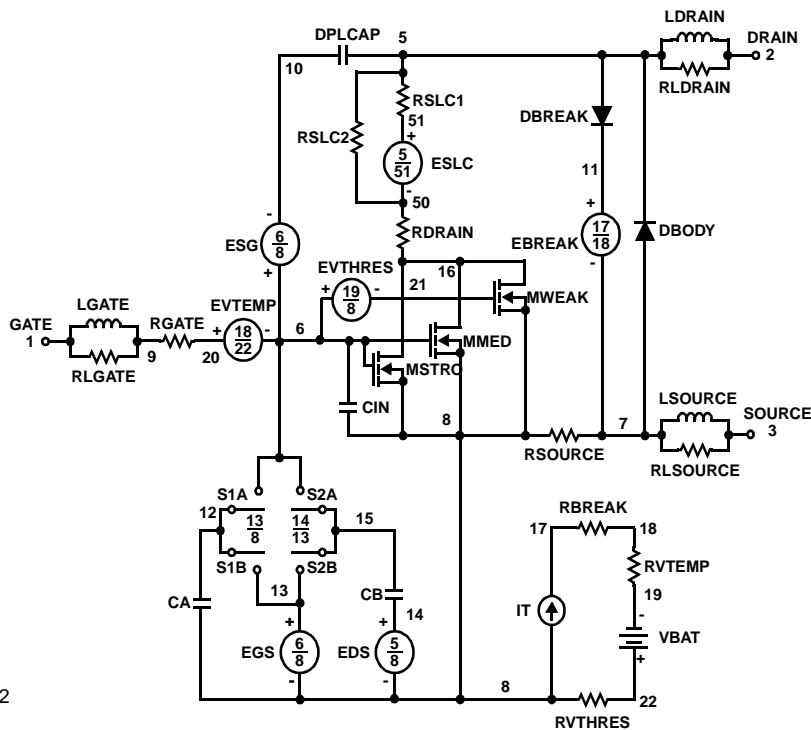 LDRAIN
DPLCAP 5 DRAIN
10 2
RLDRAIN
RSLC1
51 DBREAK
RSLC2 +
5
51 ESLC 11
-
50 +
- 17
18
6
8 RDRAIN EBREAK DBODY
ESG
+ EVTHRES 16 -
+ 19
8 - 21 MWEAK
LGATE EVTEMP
GATE RGATE + 18
22 - 6 MMED
1 9 20
RLGATE MSTRO
CIN LSOURCE
8 7 SOURCE
3
RSOURCE RLSOURCE
S1A S2A
12 13
8 14
13 15 RBREAK
17 18
S1B S2B RVTEMP
13 CB 19
CA 14 IT -
+ + VBAT
EGS 6
8 EDS 5
8 +
- - 8 22
RVTHRES
2